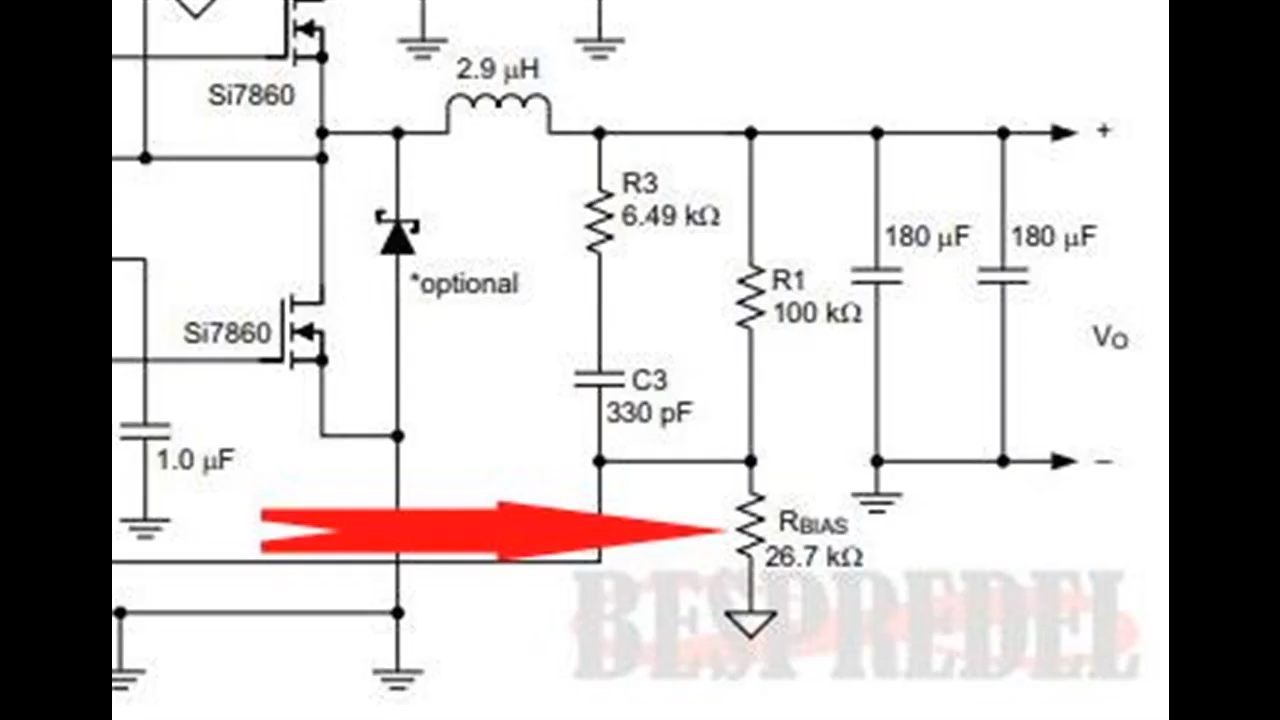 2.9 μH
Si7860
+
R3
6.49 kΩ
180 μF
180 μF
*optional
R1
100 kΩ
Si7860
VO
C3
330 pF
1.0 μF
–
RBIAS
26.7 kΩ
BESPREDEL